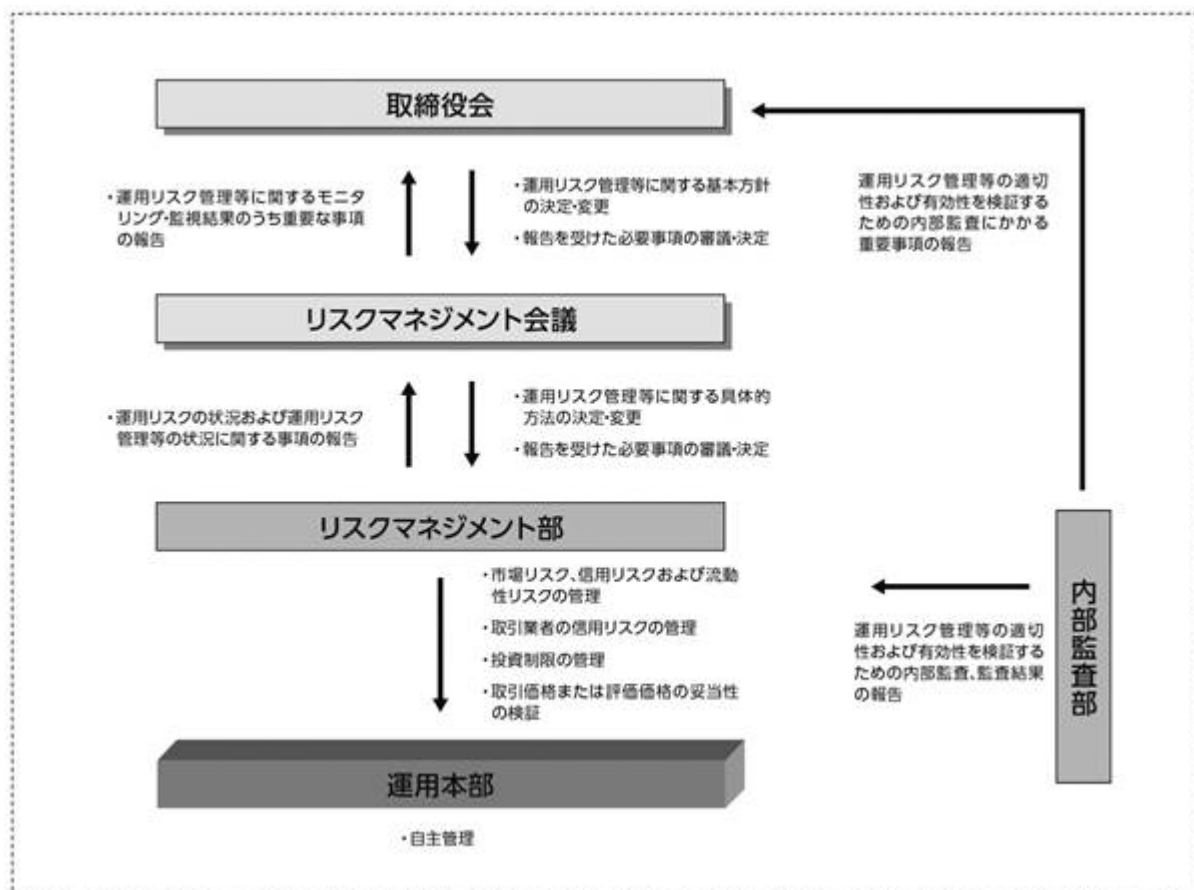 取締役会
・運用リスク管理等に関するモニタ
リング・監視結果のうち重要な事項
の報告
・運用リスク管理等に関する基本方針
の決定・変更
・報告を受けた必要事項の審議・決定
運用リスク管理等の適切
性および有効性を検証する
ための内部監査にかかる
重要事項の報告
リスクマネジメント会議
・運用リスクの状況および運用リスク
管理等の状況に関する事項の報告
・運用リスク管理等に関する具体的
方法の決定・変更
・報告を受けた必要事項の審議・決定
リスクマネジメント部
・市場リスク、信用リスクおよび流動
性リスクの管理
・取引業者の信用リスクの管理
・投資制限の管理
・取引価格または評価価格の妥当性
の検証
運用リスク管理等の適切
性および有効性を検証する
ための内部監査、監査結果
の報告
内部監査部
運用本部
・自主管理